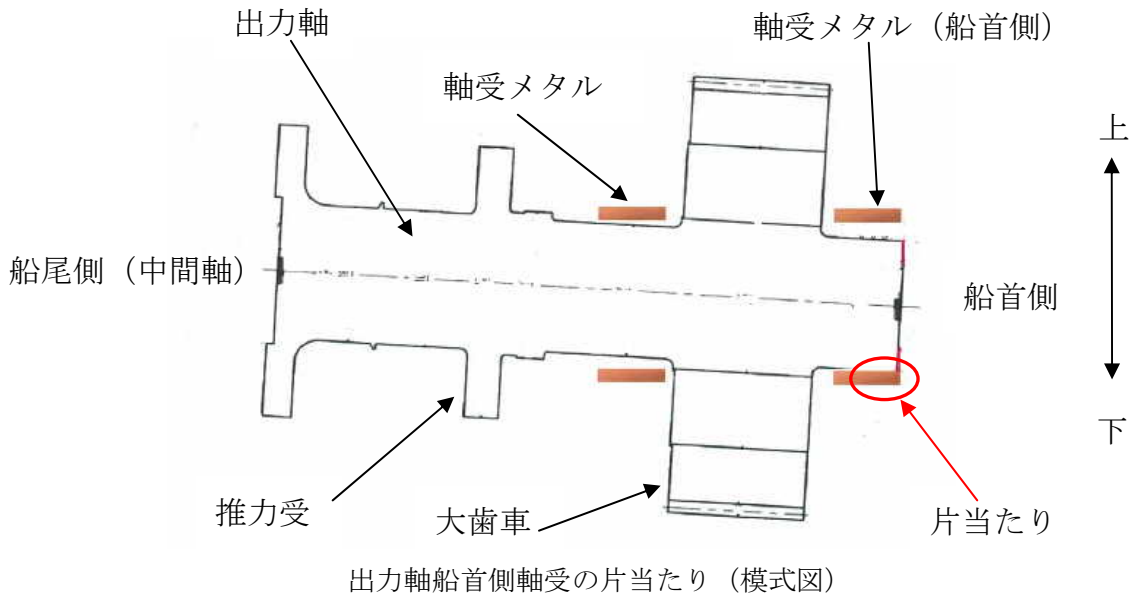 出力軸
軸受メタル（船首側）
軸受メタル
上
船尾側（中間軸）
船首側
下
推力受
大歯車
片当たり
出力軸船首側軸受の片当たり（模式図）